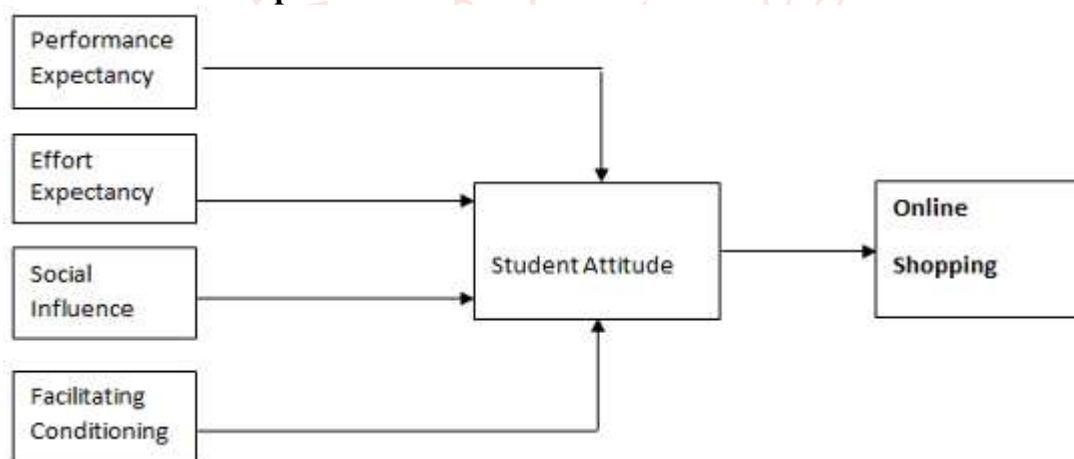 Performance
Expectancy
Effort
Expectancy
Social
Influence
Facilitating
Conditioning
Student Attitude
Online
Shopping